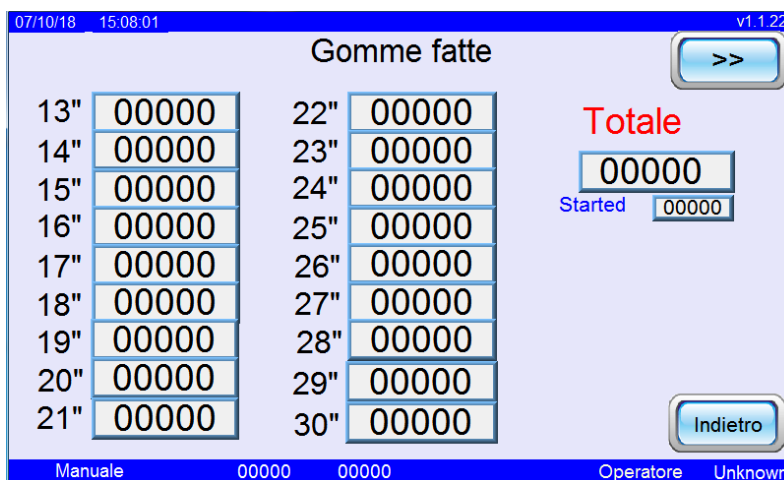 07/10/18 15:08:01 v1.1.22
Gomme fatte
>>
13" 00000 22" 00000
14" 00000 23" 00000
15" 00000 24" 00000
16" 00000 25" 00000
17" 00000 26" 00000
18" 00000 27" 00000
19" 00000 28" 00000
20" 00000 29" 00000
21" 00000 30" 00000
Totale
00000
Started 00000
Indietro
Manuale 00000 00000 Operatore Unknown